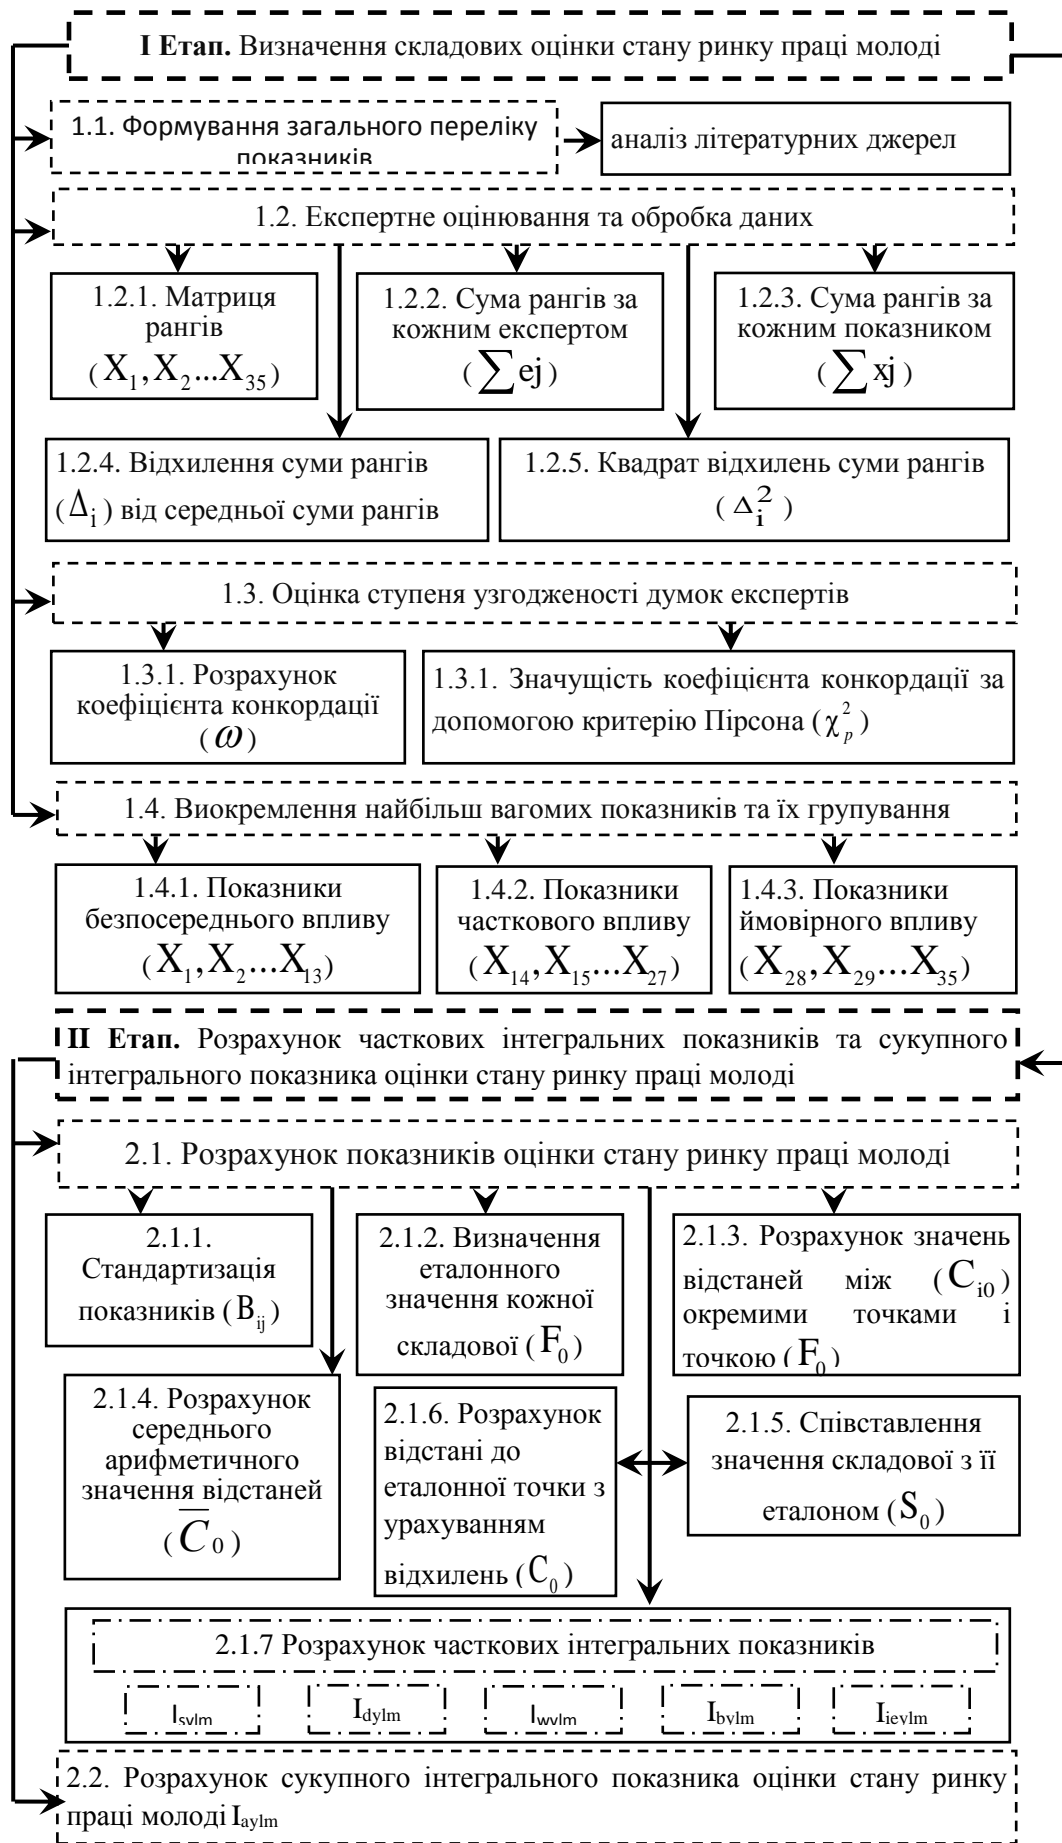 I Етап. Визначення складових оцінки стану ринку праці молоді
1.1. Формування загального переліку
показників
аналіз літературних джерел
1.2. Експертне оцінювання та обробка даних
1.2.1. Матриця
рангів
(X₁,X₂...X₃₅)
1.2.2. Сума рангів за
кожним експертом
(∑ej)
1.2.3. Сума рангів за
кожним показником
(∑xj)
1.2.4. Відхилення суми рангів
(Δᵢ) від середньої суми рангів
1.2.5. Квадрат відхилень суми рангів
(Δᵢ²)
1.3. Оцінка ступеня узгодженості думок експертів
1.3.1. Розрахунок
коефіцієнта конкордації
(ω)
1.3.1. Значущість коефіцієнта конкордації за
допомогою критерію Пірсона (χₚ²)
1.4. Виокремлення найбільш вагомих показників та їх групування
1.4.1. Показники
безпосереднього впливу
(X₁,X₂...X₁₃)
1.4.2. Показники
часткового впливу
(X₁₄,X₁₅...X₂₇)
1.4.3. Показники
ймовірного впливу
(X₂₈,X₂₉...X₃₅)
II Етап. Розрахунок часткових інтегральних показників та сукупного
інтегрального показника оцінки стану ринку праці молоді
2.1. Розрахунок показників оцінки стану ринку праці молоді
2.1.1.
Стандартизація
показників (Bᵢⱼ)
2.1.2. Визначення
еталонного
значення кожної
складової (F₀)
2.1.3. Розрахунок значень
відстаней між (Cᵢ₀)
окремими точками і
точкою (F₀)
2.1.4. Розрахунок
середнього
арифметичного
значення відстаней
(C̅₀)
2.1.6. Розрахунок
відстані до
еталонної точки з
урахуванням
відхилень (C₀)
2.1.5. Співставлення
значення складової з її
еталоном (S₀)
2.1.7 Розрахунок часткових інтегральних показників
Isylm
Idylm
Iwylm
Ibylm
Iieylm
2.2. Розрахунок сукупного інтегрального показника оцінки стану ринку
праці молоді Iaylm